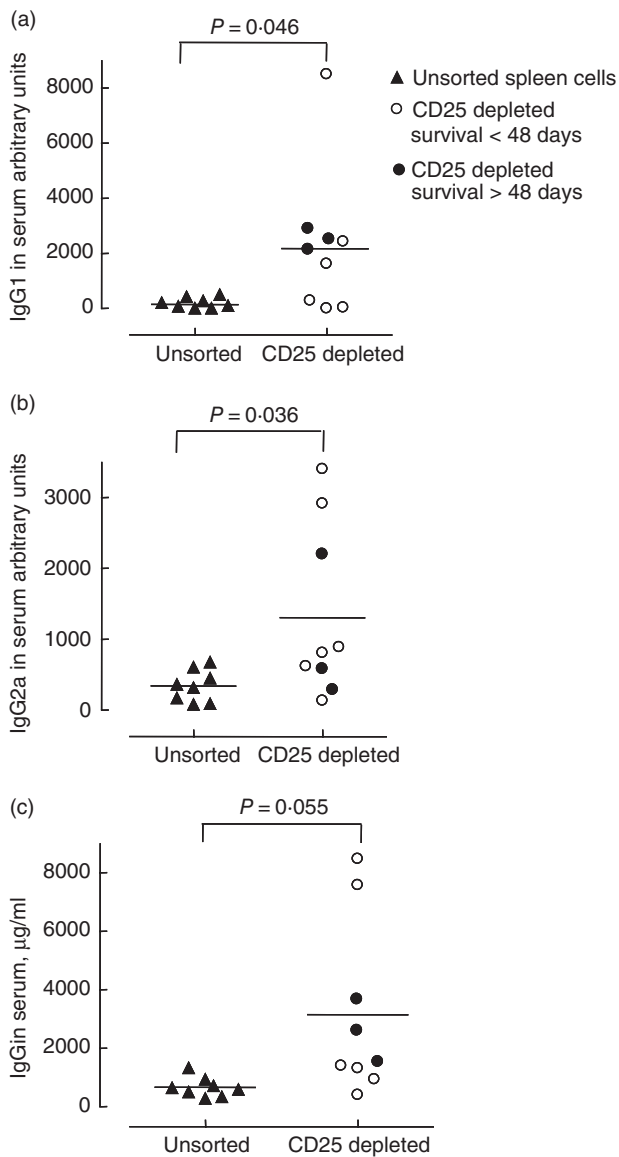 (a)
P = 0·046
8000
6000
4000
2000
0
IgG1 in serum arbitrary units
Unsorted CD25 depleted
Unsorted spleen cells
CD25 depleted
survival < 48 days
CD25 depleted
survival > 48 days
(b)
P = 0·036
3000
2000
1000
0
IgG2a in serum arbitrary units
Unsorted CD25 depleted
(c)
P = 0·055
8000
6000
4000
2000
0
IgGin serum, μg/ml
Unsorted CD25 depleted